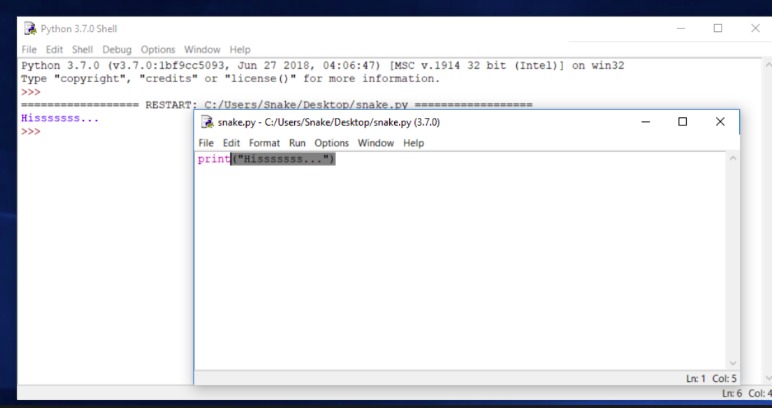 Python 3.7.0 Shell
File Edit Shell Debug Options Window Help
Python 3.7.0 (v3.7.0:1bf9cc5093, Jun 27 2018, 04:06:47) [MSC v.1914 32 bit (Intel)] on win32
Type "copyright", "credits" or "license()" for more information.
>>>
================== RESTART: C:/Users/Snake/Desktop/snake.py ==================
Hisssssss...
>>>
snake.py - C:/Users/Snake/Desktop/snake.py (3.7.0)
File Edit Format Run Options Window Help
print("Hisssssss...")
Ln: 1 Col: 5
Ln: 6 Col: 4